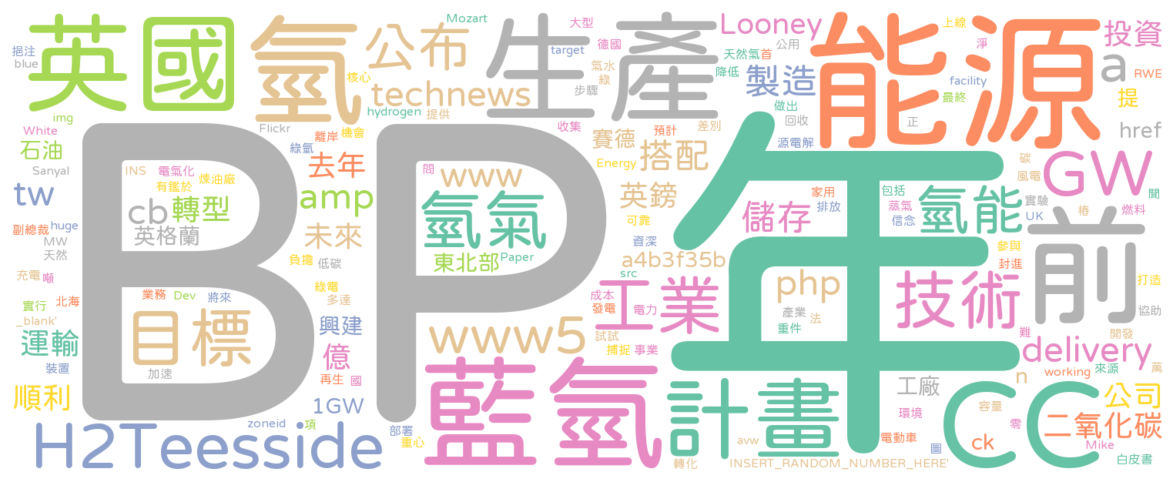 Mozart
大型
Looney
上線
英國
氫
公布
生產
能源
投資
挹注
blue
target
德國
天然氣
首
公用
淨
a
RWE
核心
氣水
綠
降低
製造
facility
technews
步驟
最終
提
img
hydrogen
提供
做出
回收
正
href
White
Flickr
離岸
機會
收集
預計
差別
石油
綠氫
賽德
源電解
Sanyal
BP
年
INS
電氣化
去年
問
Energy
搭配
碳
GW
有鑑於
煉油廠
www
風電
tw
amp
英鎊
家用
包括
氫能
實驗
聞
cb
轉型
氫氣
儲存
排放
蒸氣
信念
UK
樁
燃料
副總裁
huge
可靠
前
MW
英格蘭
未來
資深
天然
東北部
Paper
a4b3f35b
參與
負擔
低碳
封進
充電
噸
src
php
技術
打造
綠電
實行
北海
業務
Dev
將來
多達
成本
發電
電力
工業
產業
法
協助
_blank'
目標
興建
www5
試試
重件
開發
運輸
難
delivery
億
捕捉
事業
裝置
加速
再生
國
藍氫
計畫
working
來源
n
萬
順利
1GW
工廠
CC
公司
容量
zoneid
項
環境
零
二氧化碳
H2Teesside
部署
重心
avw
電動車
圖
ck
Mike
轉化
INSERT_RANDOM_NUMBER_HERE'
白皮書